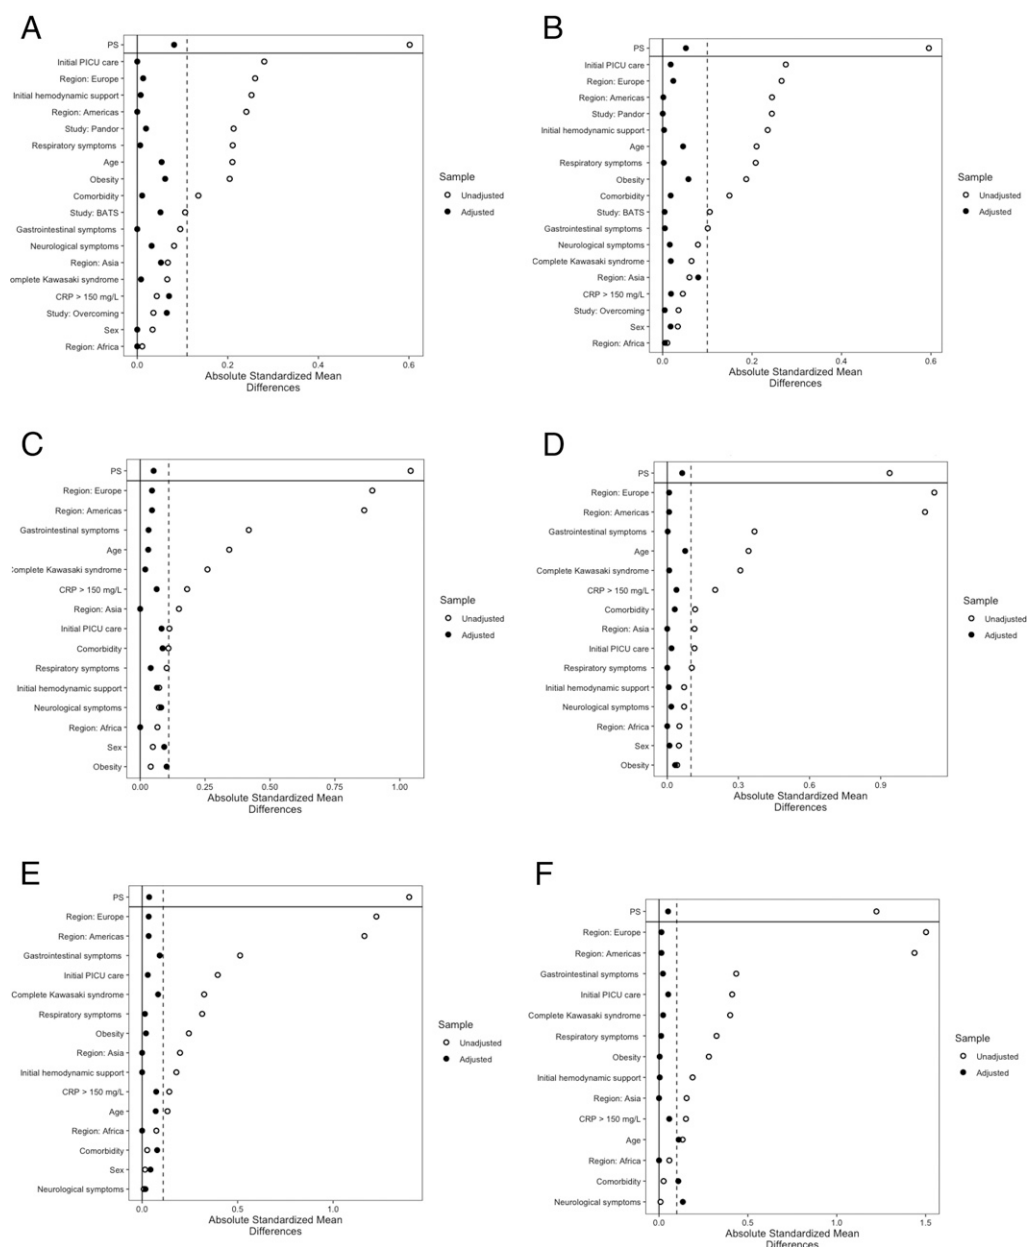 A
PS
Initial PICU care
Region: Europe
Initial hemodynamic support
Region: Americas
Study: Pandor
Respiratory symptoms
Age
Obesity
Comorbidity
Study: BATS
Gastrointestinal symptoms
Neurological symptoms
Region: Asia
omplete Kawasaki syndrome
CRP > 150 mg/L
Study: Overcoming
Sex
Region: Africa
0.0 0.2 0.4 0.6
Absolute Standardized Mean
Differences
Sample
Unadjusted
Adjusted
B
PS
Initial PICU care
Region: Europe
Region: Americas
Study: Pandor
Initial hemodynamic support
Age
Respiratory symptoms
Obesity
Comorbidity
Study: BATS
Gastrointestinal symptoms
Neurological symptoms
Complete Kawasaki syndrome
Region: Asia
CRP > 150 mg/L
Study: Overcoming
Sex
Region: Africa
0.0 0.2 0.4 0.6
Absolute Standardized Mean
Differences
Sample
Unadjusted
Adjusted
C
PS
Region: Europe
Region: Americas
Gastrointestinal symptoms
Age
Complete Kawasaki syndrome
CRP > 150 mg/L
Region: Asia
Initial PICU care
Comorbidity
Respiratory symptoms
Initial hemodynamic support
Neurological symptoms
Region: Africa
Sex
Obesity
0.00 0.25 0.50 0.75 1.00
Absolute Standardized Mean
Differences
Sample
Unadjusted
Adjusted
D
PS
Region: Europe
Region: Americas
Gastrointestinal symptoms
Age
Complete Kawasaki syndrome
CRP > 150 mg/L
Comorbidity
Region: Asia
Initial PICU care
Respiratory symptoms
Initial hemodynamic support
Neurological symptoms
Region: Africa
Sex
Obesity
0.0 0.3 0.6 0.9
Absolute Standardized Mean
Differences
Sample
Unadjusted
Adjusted
E
PS
Region: Europe
Region: Americas
Gastrointestinal symptoms
Initial PICU care
Complete Kawasaki syndrome
Respiratory symptoms
Obesity
Region: Asia
Initial hemodynamic support
CRP > 150 mg/L
Age
Region: Africa
Comorbidity
Sex
Neurological symptoms
0.0 0.5 1.0
Absolute Standardized Mean
Differences
Sample
Unadjusted
Adjusted
F
PS
Region: Europe
Region: Americas
Gastrointestinal symptoms
Initial PICU care
Complete Kawasaki syndrome
Respiratory symptoms
Obesity
Initial hemodynamic support
Region: Asia
CRP > 150 mg/L
Age
Region: Africa
Comorbidity
Neurological symptoms
0.0 0.5 1.0 1.5
Absolute Standardized Mean
Differences
Sample
Unadjusted
Adjusted